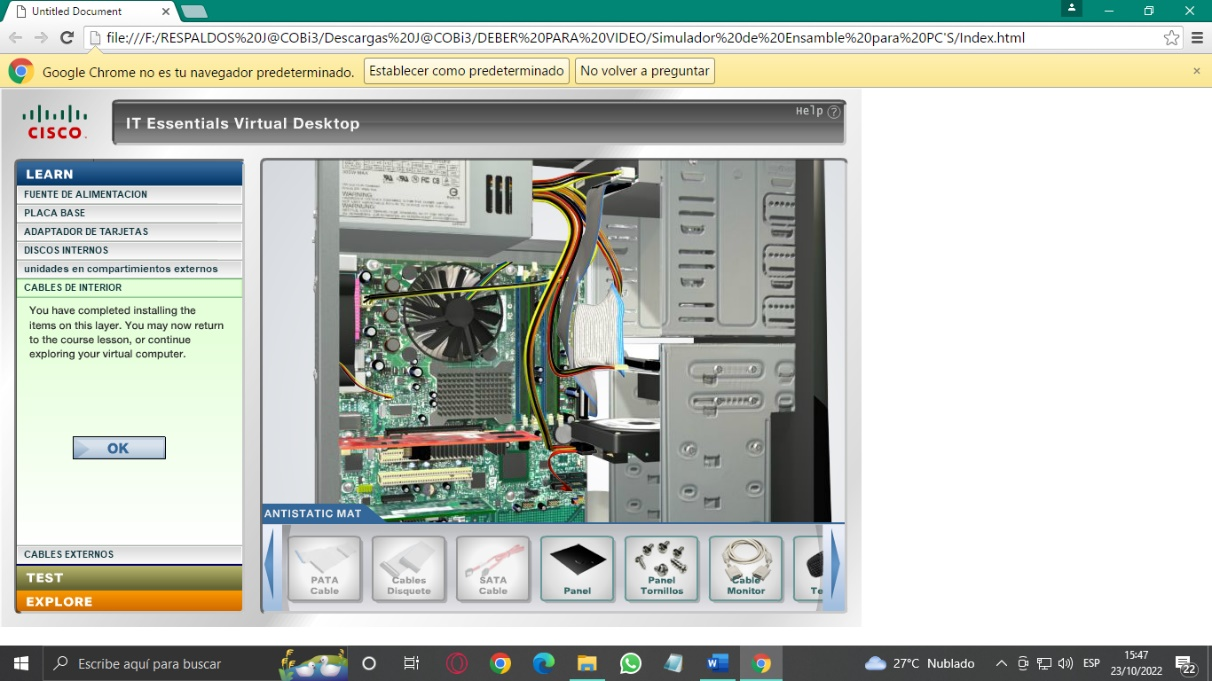 Untitled Document
file:///F:/RESPALDOS%20J@COBi3/Descargas%20J@COBi3/DEBER%20PARA%20VIDEO/Simulador%20de%20Ensamble%20para%20PC'S/Index.html
Google Chrome no es tu navegador predeterminado. Establecer como predeterminado No volver a preguntar
CISCO
IT Essentials Virtual Desktop
Help ?
LEARN
FUENTE DE ALIMENTACION
PLACA BASE
ADAPTADOR DE TARJETAS
DISCOS INTERNOS
unidades en compartimientos externos
CABLES DE INTERIOR
You have completed installing the
items on this layer. You may now return
to the course lesson, or continue
exploring your virtual computer.
OK
CABLES EXTERNOS
TEST
EXPLORE
WARNING
WARNING
ANTISTATIC MAT
PATA
Cable
Cables
Disquete
SATA
Cable
Panel
Panel
Tornillos
Cable
Monitor
Te
Escribe aquí para buscar
27°C Nublado
ESP
15:47
23/10/2022
22